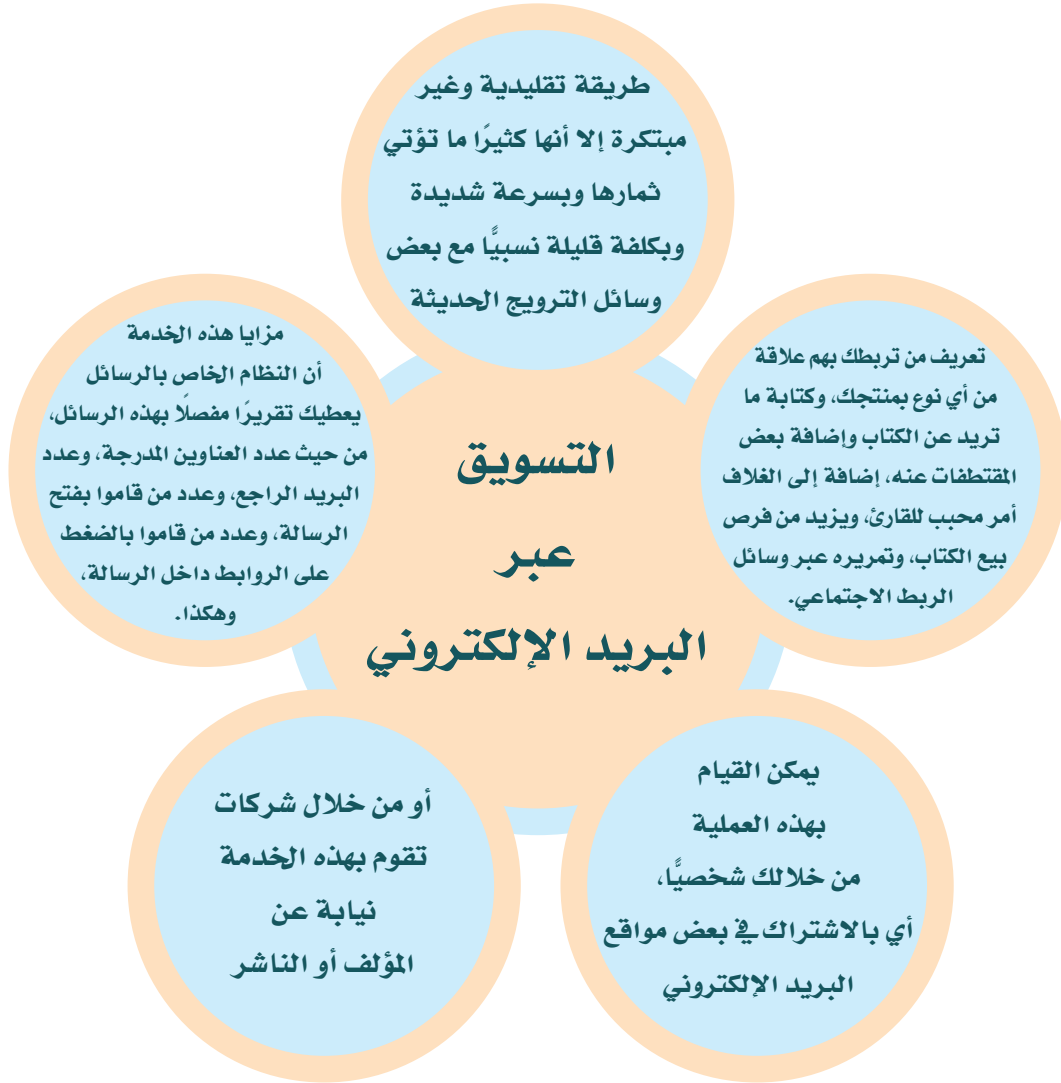 التسويق
عبر
البريد الإلكتروني
طريقة تقليدية وغير
مبتكرة إلا أنها كثيرًا ما تؤتي
ثمارها وبسرعة شديدة
وبكلفة قليلة نسبيًّا مع بعض
وسائل الترويج الحديثة
تعريف من تربطك بهم علاقة
من أي نوع بمنتجك، وكتابة ما
تريد عن الكتاب وإضافة بعض
المقتطفات عنه، إضافة إلى الغلاف
أمر محبب للقارئ، ويزيد من فرص
بيع الكتاب، وتمريره عبر وسائل
الربط الاجتماعي.
يمكن القيام
بهذه العملية
من خلالك شخصيًّا،
أي بالاشتراك في بعض مواقع
البريد الإلكتروني
أو من خلال شركات
تقوم بهذه الخدمة
نيابة عن
المؤلف أو الناشر
مزايا هذه الخدمة
أن النظام الخاص بالرسائل
يعطيك تقريرًا مفصلًا بهذه الرسائل،
من حيث عدد العناوين المدرجة، وعدد
البريد الراجع، وعدد من قاموا بفتح
الرسالة، وعدد من قاموا بالضغط
على الروابط داخل الرسالة،
وهكذا.